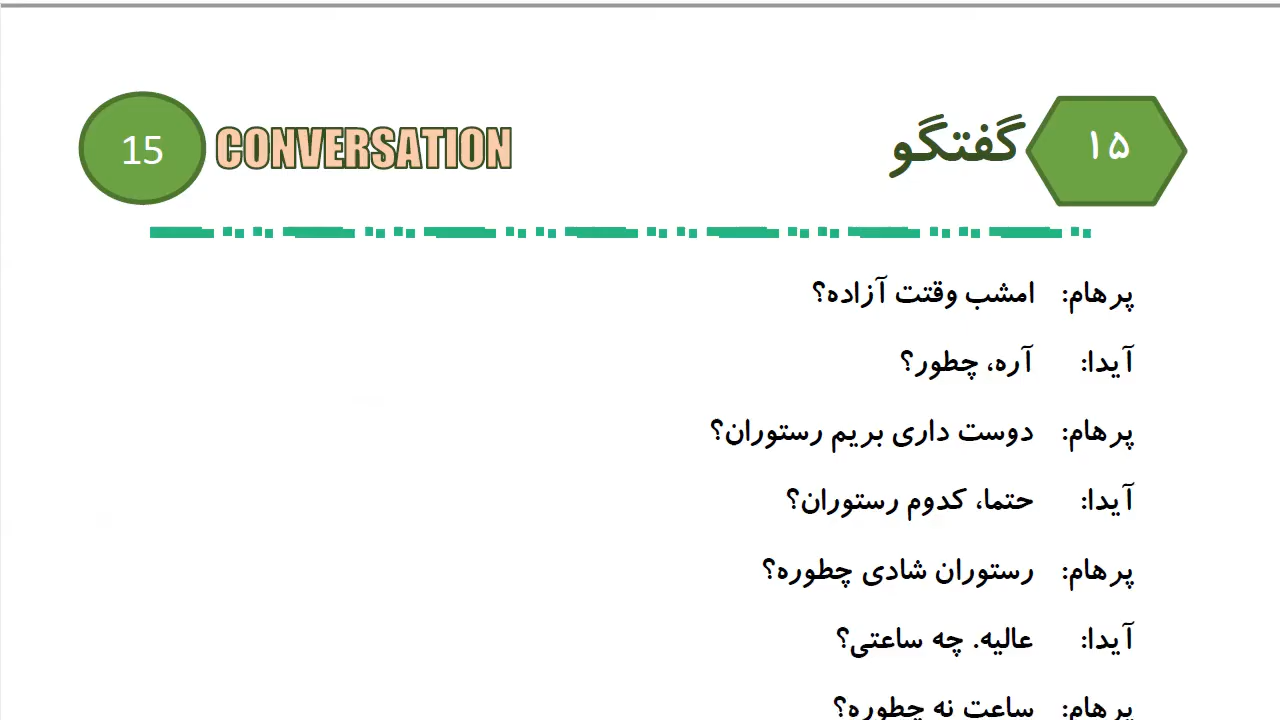 15 CONVERSATION گفتگو ۱۵
پرهام: امشب وقتت آزاده؟
آیدا: آره، چطور؟
پرهام: دوست داری بریم رستوران؟
آیدا: حتما، کدوم رستوران؟
پرهام: رستوران شادی چطوره؟
آیدا: عالیه. چه ساعتی؟
پرهام: ساعت نه چطوره؟